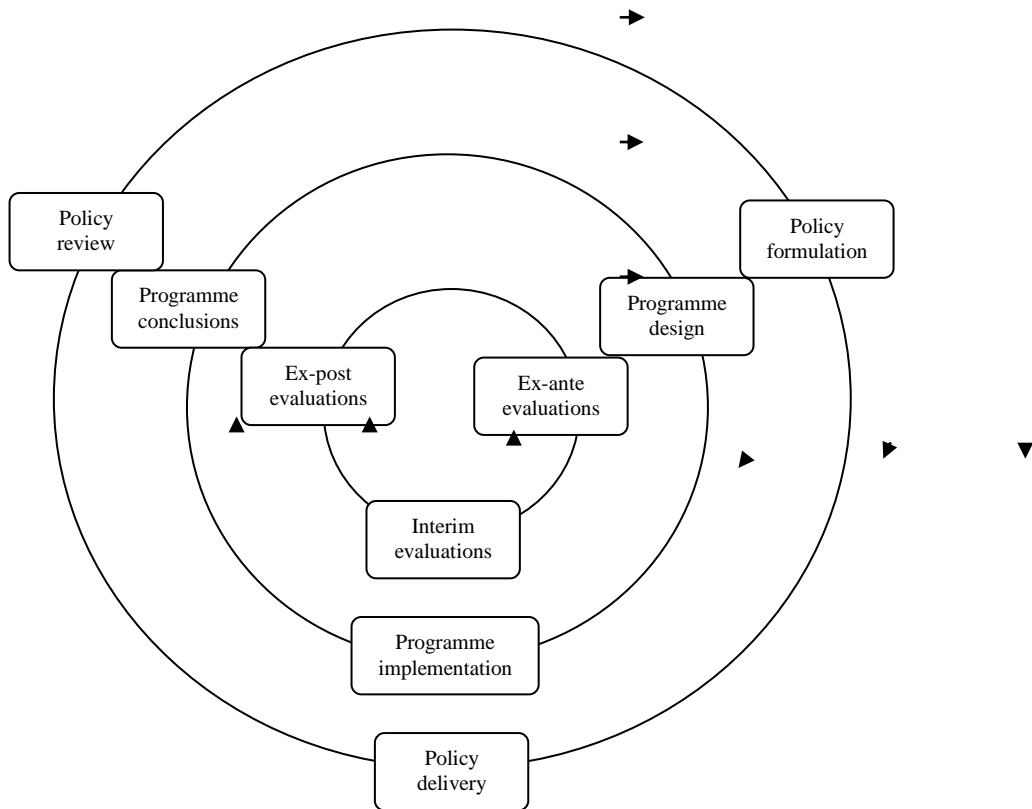 Policy
review
Policy
formulation
Programme
conclusions
Programme
design
Ex-post
evaluations
Ex-ante
evaluations
Interim
evaluations
Programme
implementation
Policy
delivery